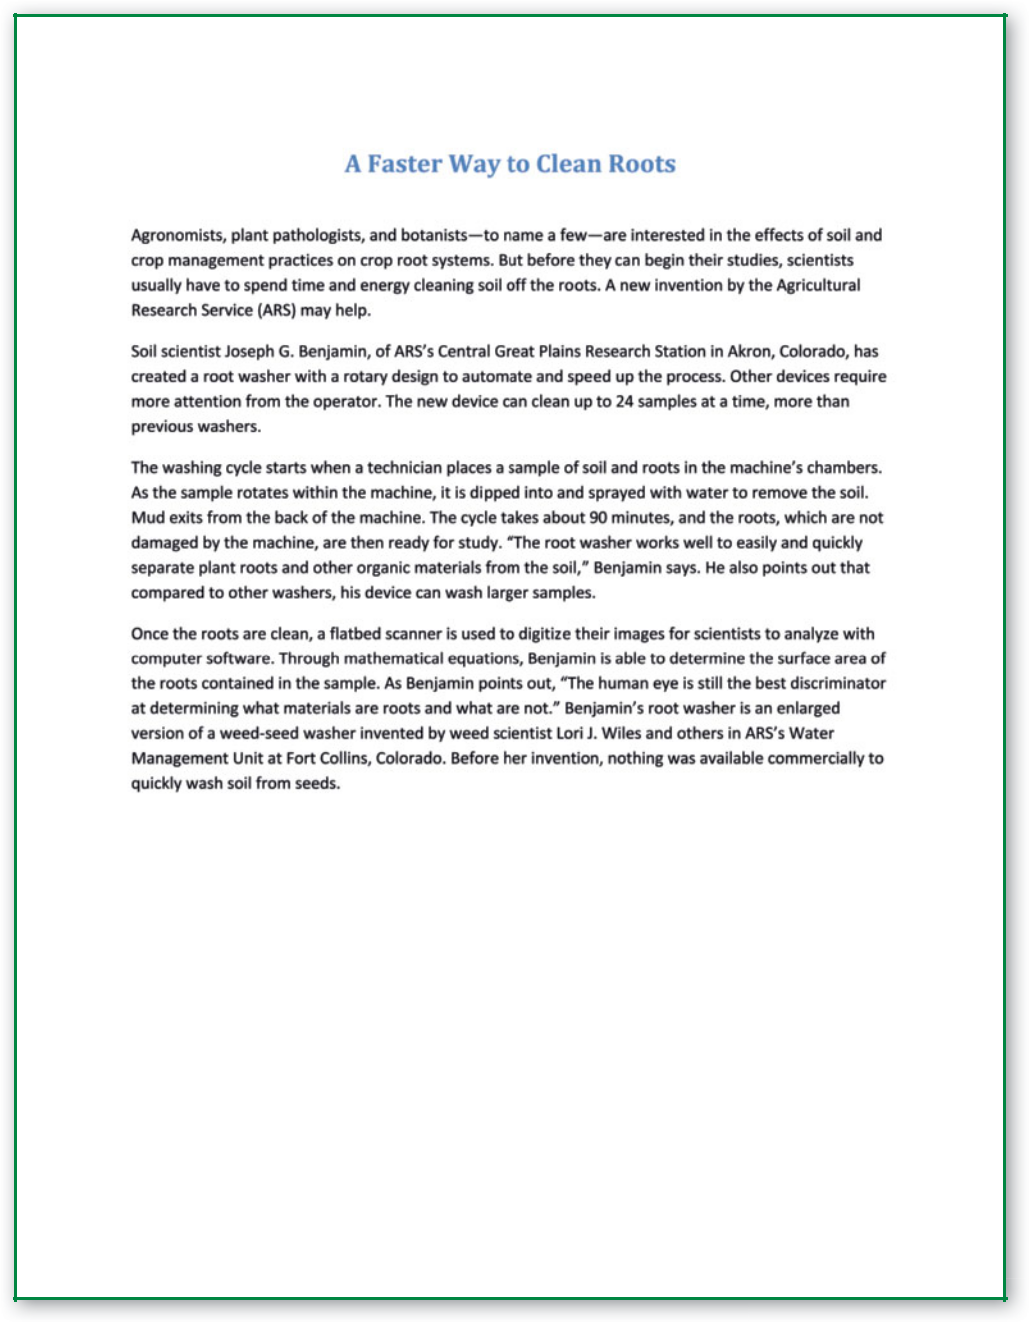 A Faster Way to Clean Roots
Agronomists, plant pathologists, and botanists—to name a few—are interested in the effects of soil and
crop management practices on crop root systems. But before they can begin their studies, scientists
usually have to spend time and energy cleaning soil off the roots. A new invention by the Agricultural
Research Service (ARS) may help.
Soil scientist Joseph G. Benjamin, of ARS’s Central Great Plains Research Station in Akron, Colorado, has
created a root washer with a rotary design to automate and speed up the process. Other devices require
more attention from the operator. The new device can clean up to 24 samples at a time, more than
previous washers.
The washing cycle starts when a technician places a sample of soil and roots in the machine’s chambers.
As the sample rotates within the machine, it is dipped into and sprayed with water to remove the soil.
Mud exits from the back of the machine. The cycle takes about 90 minutes, and the roots, which are not
damaged by the machine, are then ready for study. “The root washer works well to easily and quickly
separate plant roots and other organic materials from the soil,” Benjamin says. He also points out that
compared to other washers, his device can wash larger samples.
Once the roots are clean, a flatbed scanner is used to digitize their images for scientists to analyze with
computer software. Through mathematical equations, Benjamin is able to determine the surface area of
the roots contained in the sample. As Benjamin points out, “The human eye is still the best discriminator
at determining what materials are roots and what are not.” Benjamin’s root washer is an enlarged
version of a weed-seed washer invented by weed scientist Lori J. Wiles and others in ARS’s Water
Management Unit at Fort Collins, Colorado. Before her invention, nothing was available commercially to
quickly wash soil from seeds.